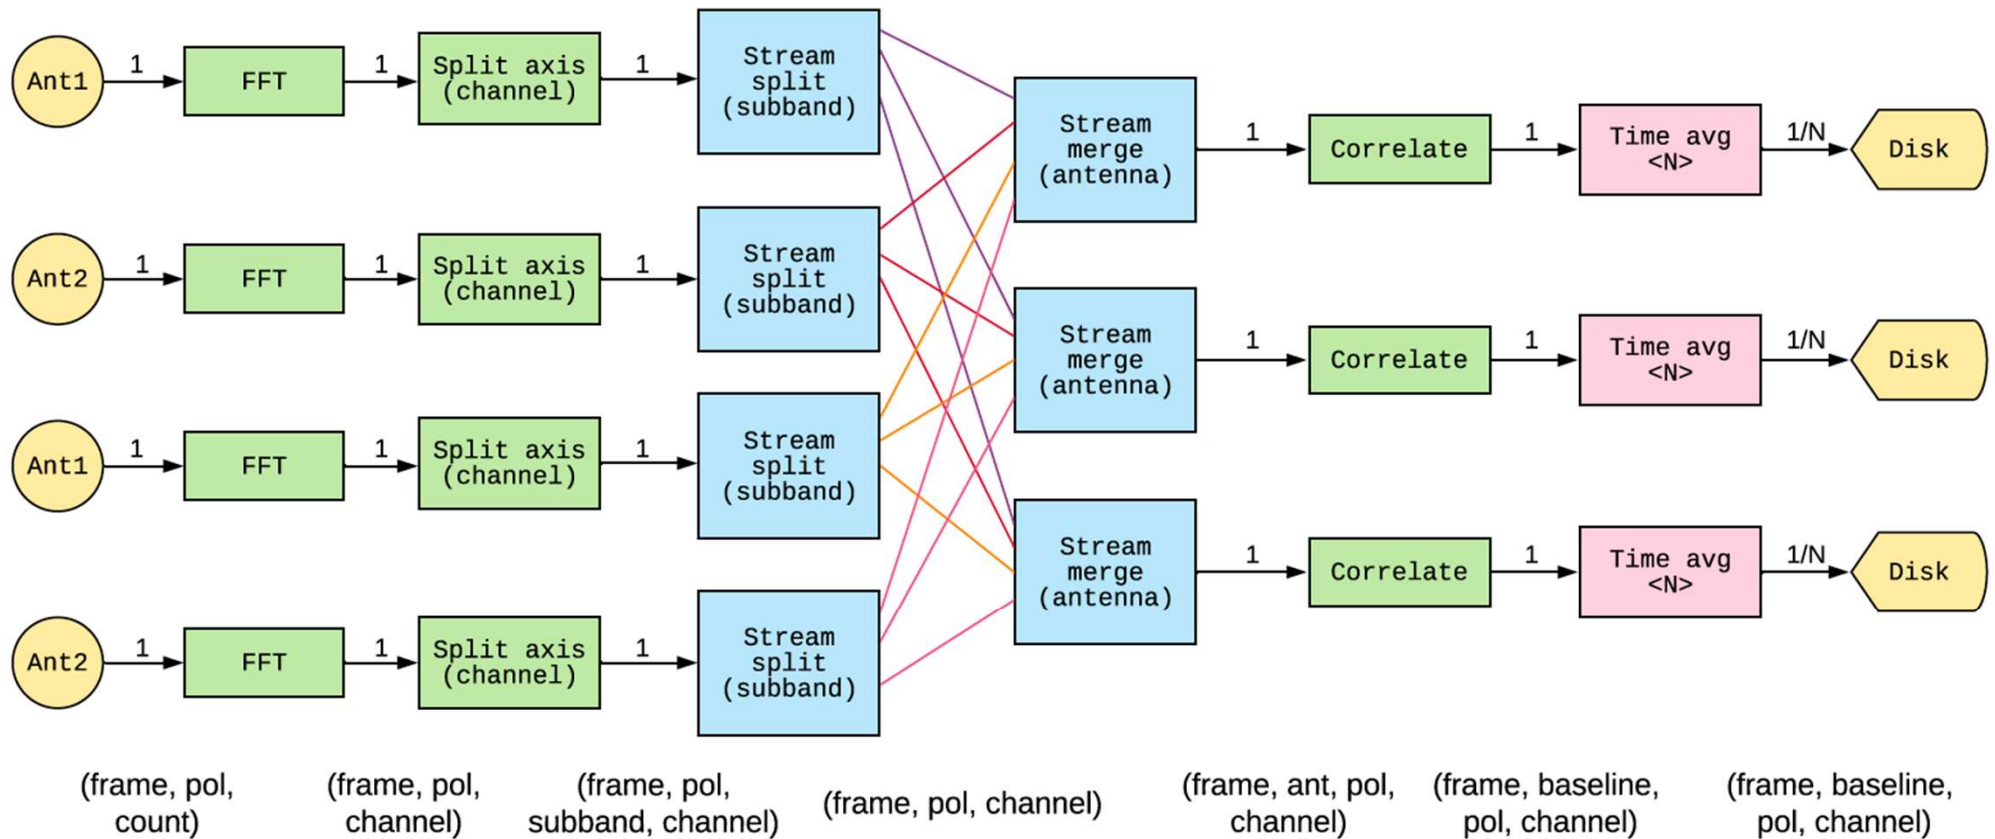 Ant1
1
FFT
1
Split axis
(channel)
1
Stream
split
(subband)
Ant2
1
FFT
1
Split axis
(channel)
1
Stream
split
(subband)
Ant1
1
FFT
1
Split axis
(channel)
1
Stream
split
(subband)
Ant2
1
FFT
1
Split axis
(channel)
1
Stream
split
(subband)
Stream
merge
(antenna)
1
Correlate
1
Time avg
<N>
1/N
Disk
Stream
merge
(antenna)
1
Correlate
1
Time avg
<N>
1/N
Disk
Stream
merge
(antenna)
1
Correlate
1
Time avg
<N>
1/N
Disk
(frame, pol,
count)
(frame, pol,
channel)
(frame, pol,
subband, channel)
(frame, pol, channel)
(frame, ant, pol,
channel)
(frame, baseline,
pol, channel)
(frame, baseline,
pol, channel)